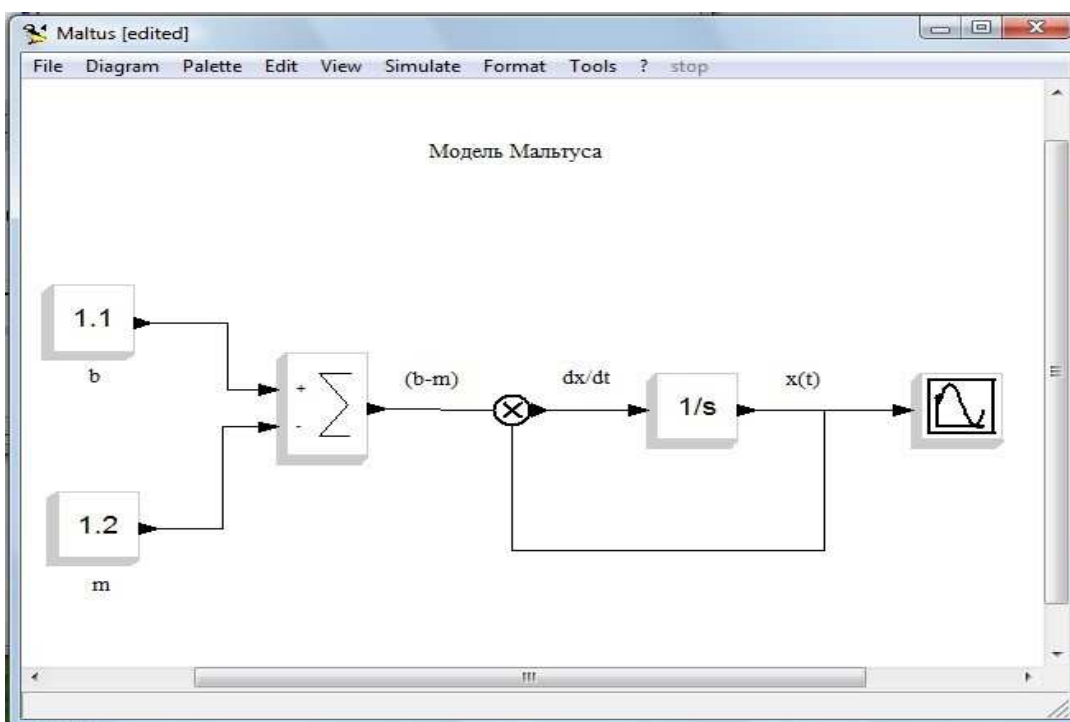 Maltus [edited]
File Diagram Palette Edit View Simulate Format Tools ? stop
Модель Мальтуса
1.1
b
+
-
(b-m)
dx/dt
1/s
x(t)
1.2
m